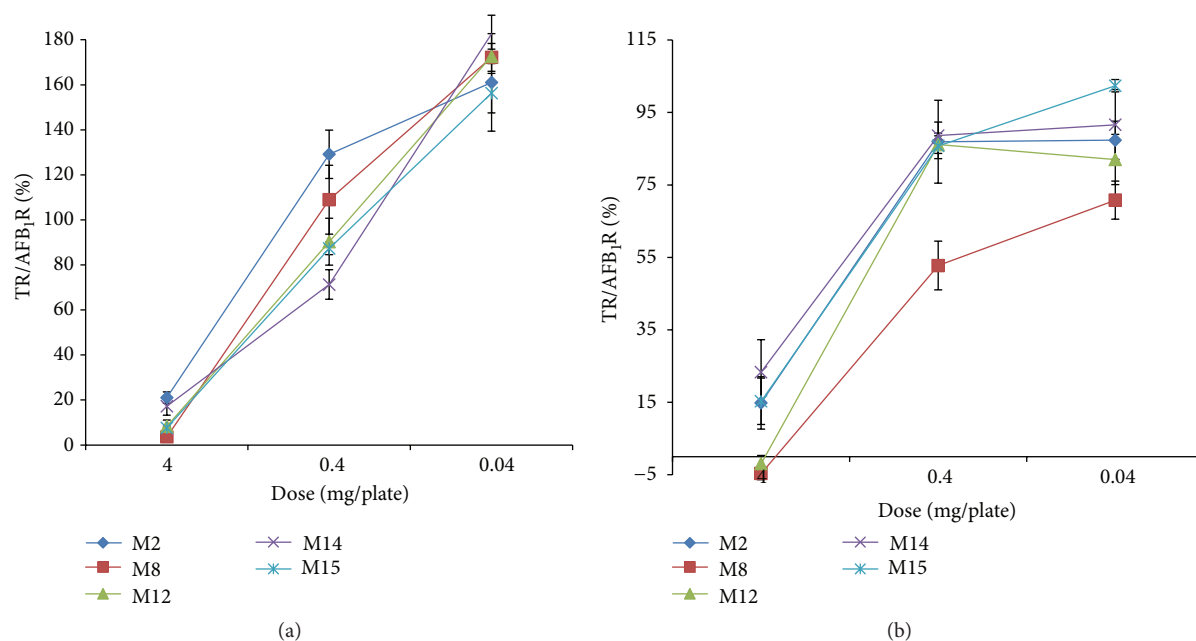 TR/AFB₁R (%)
180
160
140
120
100
80
60
40
20
0
4
0.4
0.04
Dose (mg/plate)
M2
M8
M12
M14
M15
(a)
TR/AFB₁R (%)
115
95
75
55
35
15
−5
4
0.4
0.04
Dose (mg/plate)
M2
M8
M12
M14
M15
(b)